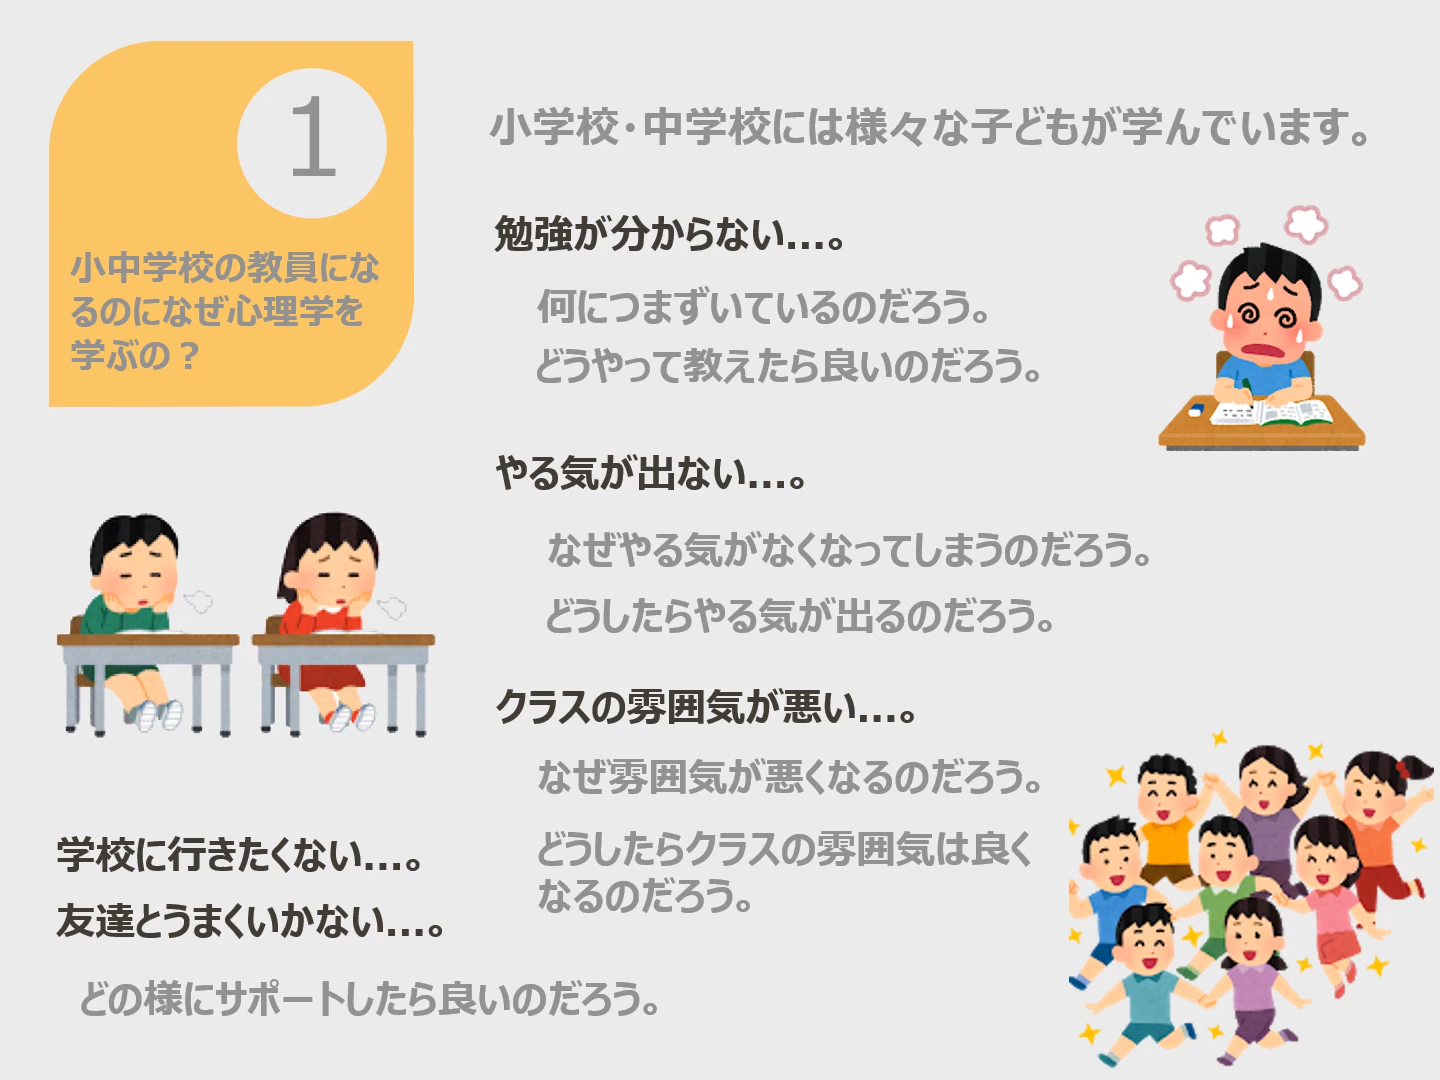 1
小中学校の教員にな
るのになぜ心理学を
学ぶの？
小学校・中学校には様々な子どもが学んでいます。
勉強が分からない…。
何につまずいているのだろう。
どうやって教えたら良いのだろう。
やる気が出ない…。
なぜやる気がなくなってしまうのだろう。
どうしたらやる気が出るのだろう。
クラスの雰囲気が悪い…。
なぜ雰囲気が悪くなるのだろう。
どうしたらクラスの雰囲気は良く
なるのだろう。
学校に行きたくない…。
友達とうまくいかない…。
どの様にサポートしたら良いのだろう。